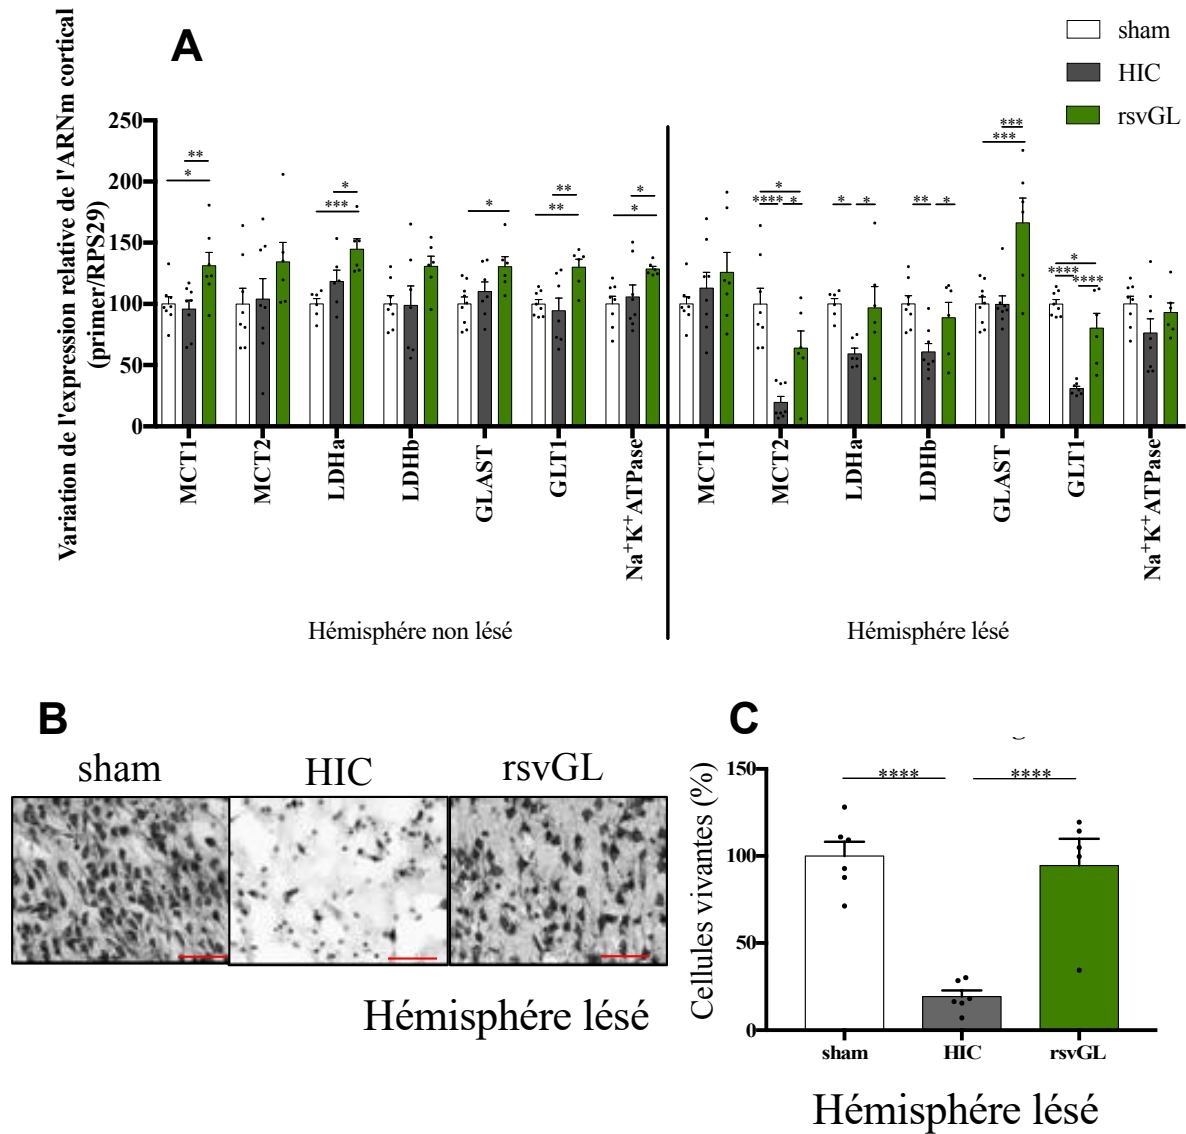 A
sham
HIC
rsvGL
Variation de l'expression relative de l'ARNm cortical
(primer/RPS29)
250
200
150
100
50
0
** * * *** * ** ** * *
* **** * * * ** * *** *** * **** ****
MCT1 MCT2 LDHa LDHb GLAST GLT1 Na⁺K⁺ATPase MCT1 MCT2 LDHa LDHb GLAST GLT1 Na⁺K⁺ATPase
Hémisphére non lésé Hémisphére lésé
B
sham HIC rsvGL
Hémisphére lésé
C
Cellules vivantes (%)
150
100
50
0
**** ****
sham HIC rsvGL
Hémisphére lésé